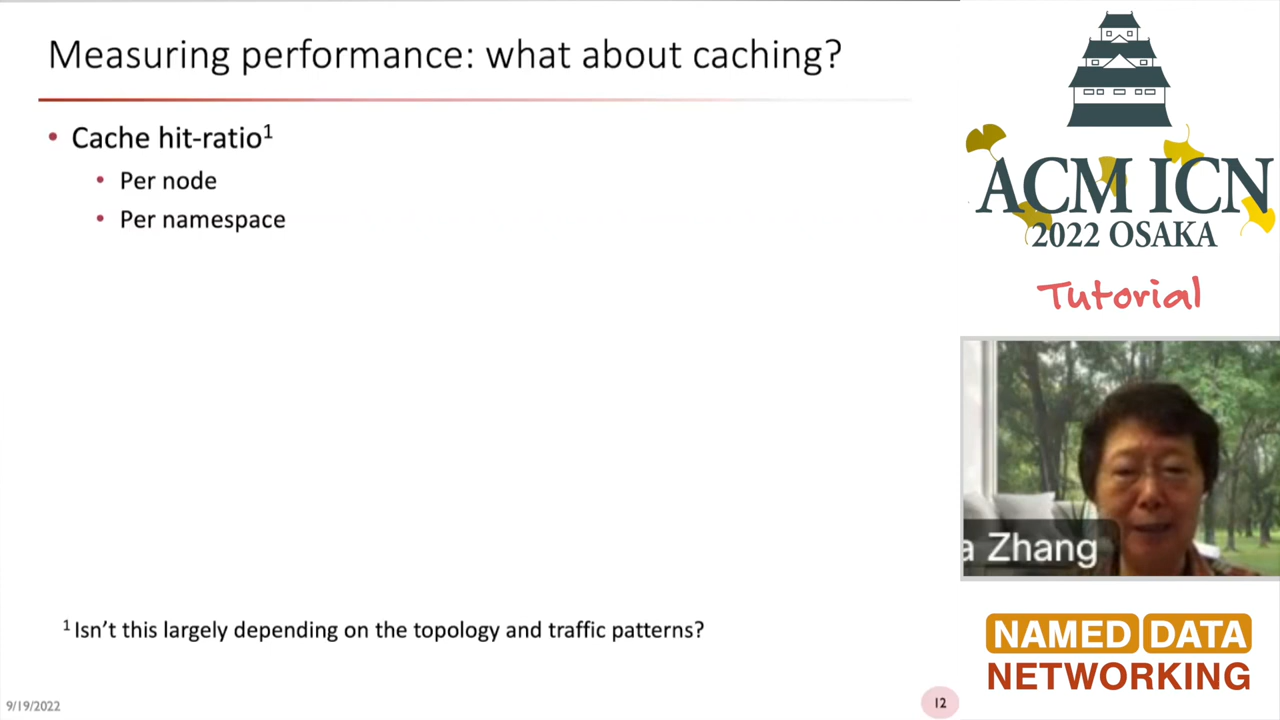 Measuring performance: what about caching?
• Cache hit-ratio¹
• Per node
• Per namespace
¹ Isn't this largely depending on the topology and traffic patterns?
9/19/2022
12
ACM ICN
2022 OSAKA
Tutorial
a Zhang
NAMED DATA
NETWORKING